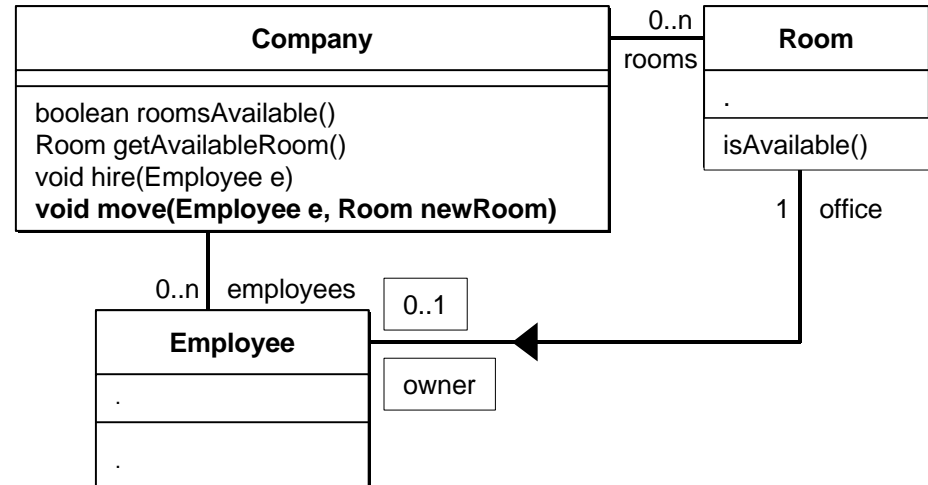 Company
boolean roomsAvailable()
Room getAvailableRoom()
void hire(Employee e)
void move(Employee e, Room newRoom)
0..n
rooms
Room
.
isAvailable()
1 office
0..n employees
0..1
owner
Employee
.
.